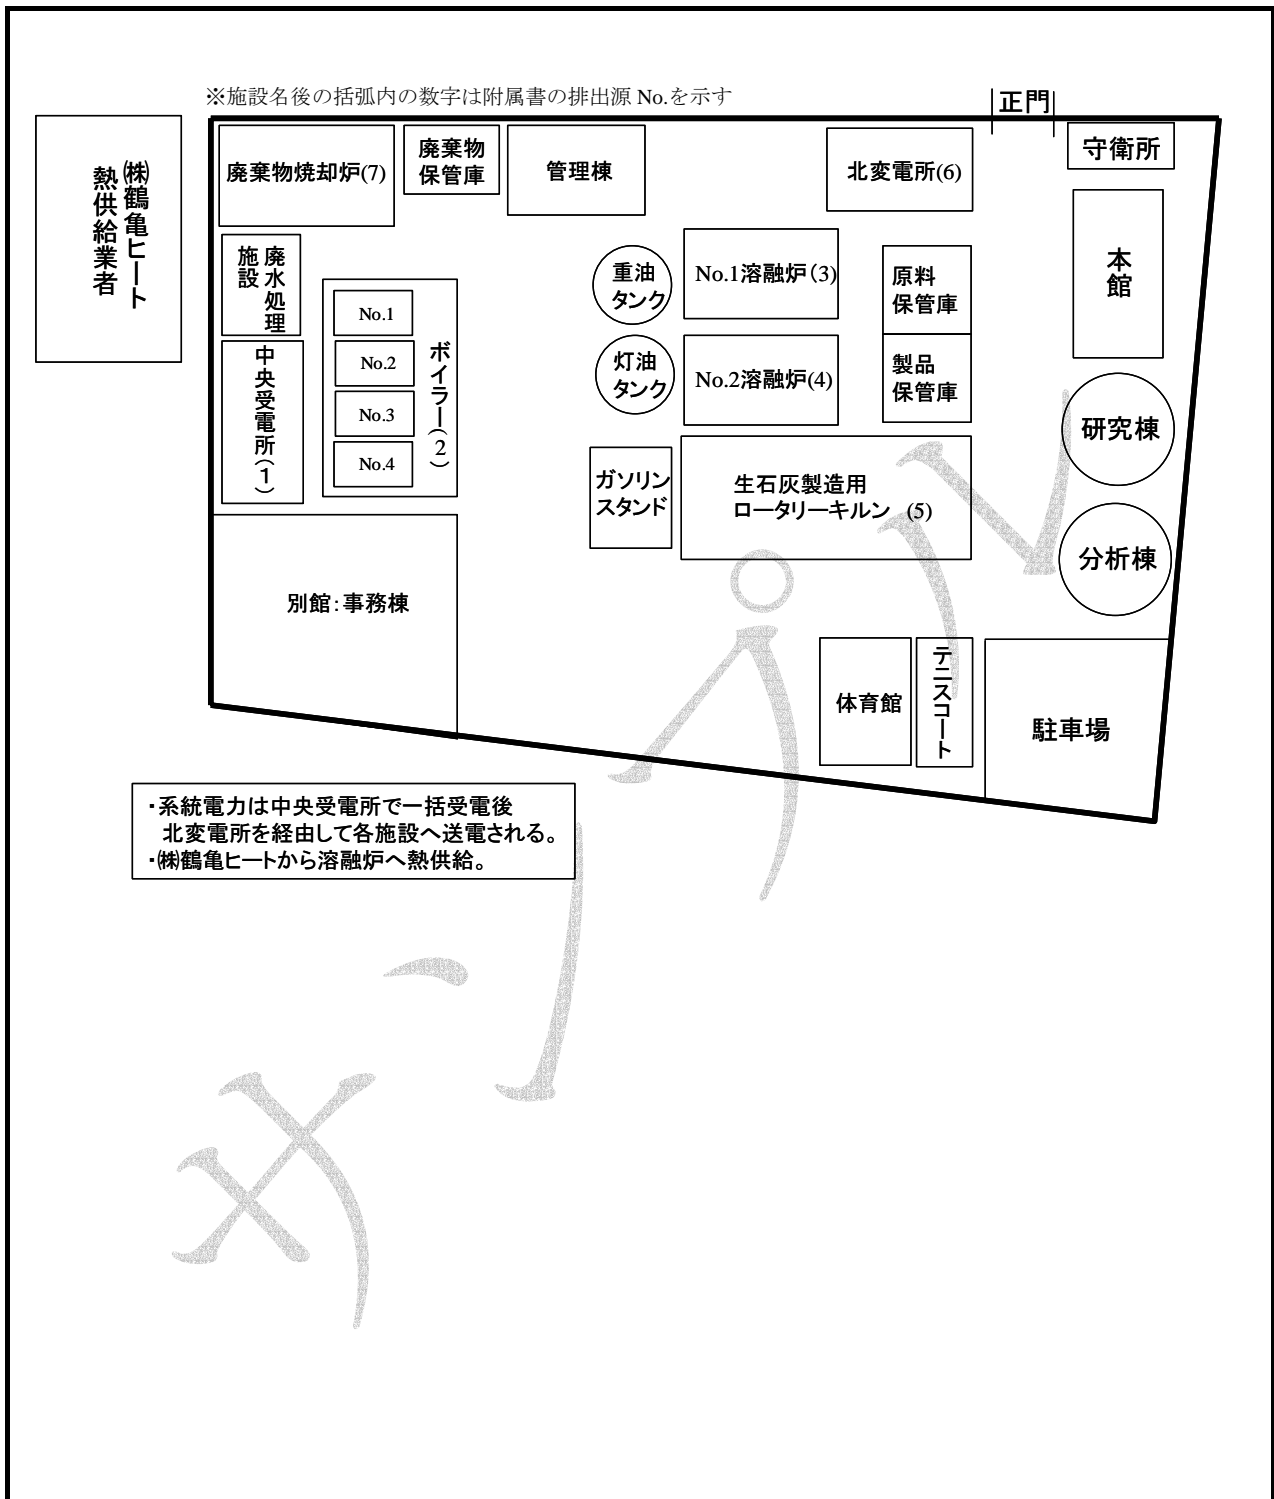 ※施設名後の括弧内の数字は附属書の排出源 No.を示す
正門
㈱鶴亀ヒート
熱供給業者
廃棄物焼却炉(7)
廃棄物
保管庫
管理棟
北変電所(6)
守衛所
廃水処理
施設
No.1
No.2
No.3
No.4
ボイラー(２)
中央受電所(１)
重油
タンク
灯油
タンク
No.1溶融炉(3)
No.2溶融炉(4)
原料
保管庫
製品
保管庫
本館
研究棟
分析棟
ガソリン
スタンド
生石灰製造用
ロータリーキルン (5)
別館:事務棟
体育館
テニスコート
駐車場
・系統電力は中央受電所で一括受電後
北変電所を経由して各施設へ送電される。
・㈱鶴亀ヒートから溶融炉へ熱供給。